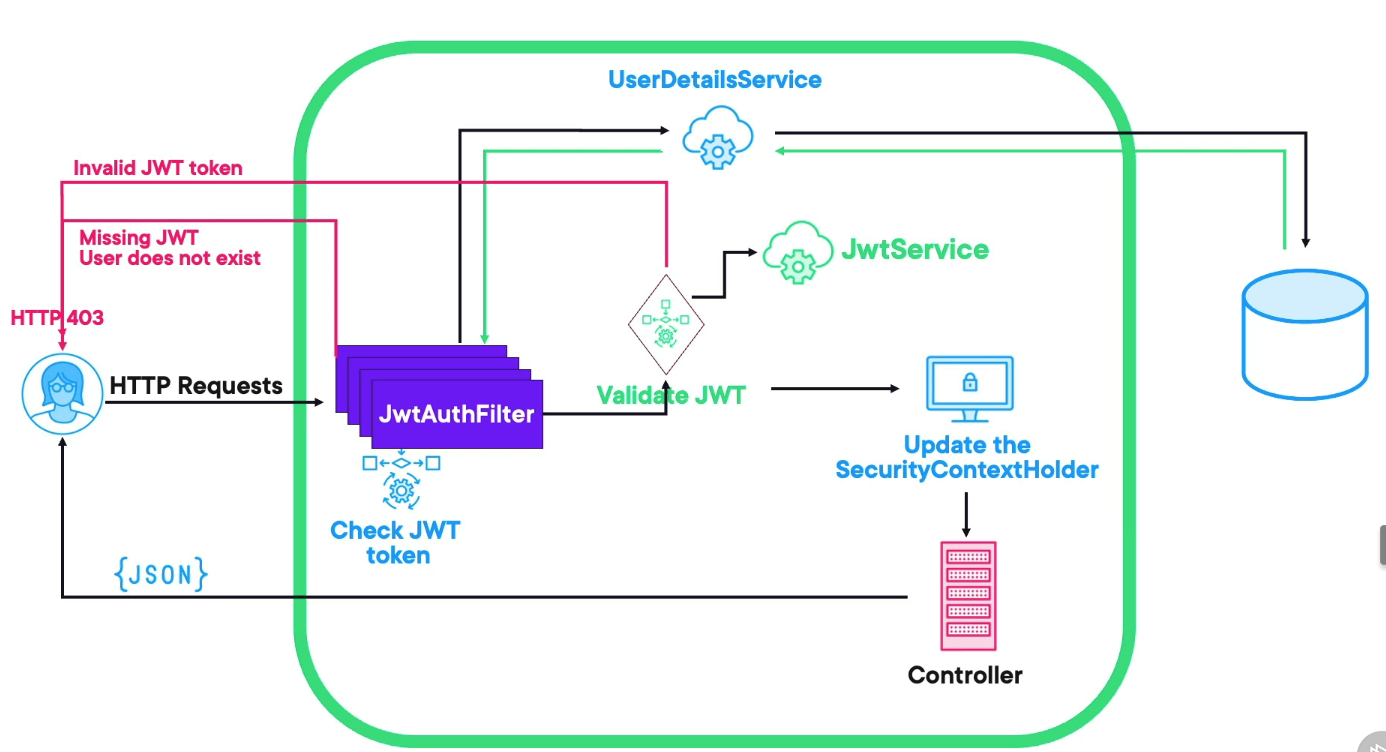 UserDetailsService
Invalid JWT token
Missing JWT
User does not exist
JwtService
HTTP 403
HTTP Requests
JwtAuthFilter
Validate JWT
Update the
SecurityContextHolder
Check JWT
token
{JSON}
Controller